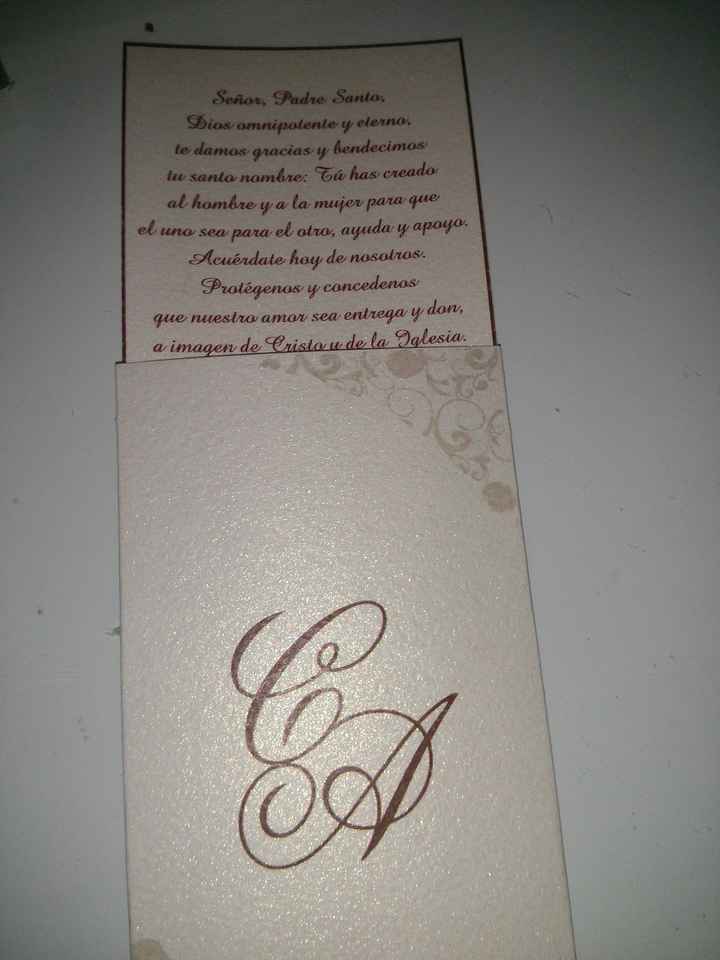 Señor, Padre Santo,
Dios omnipotente y eterno,
te damos gracias y bendecimos
tu santo nombre: Tú has creado
al hombre y a la mujer para que
el uno sea para el otro, ayuda y apoyo.
Acuérdate hoy de nosotros.
Protégenos y concedenos
que nuestro amor sea entrega y don,
a imagen de Cristo y de la Iglesia.
C
A